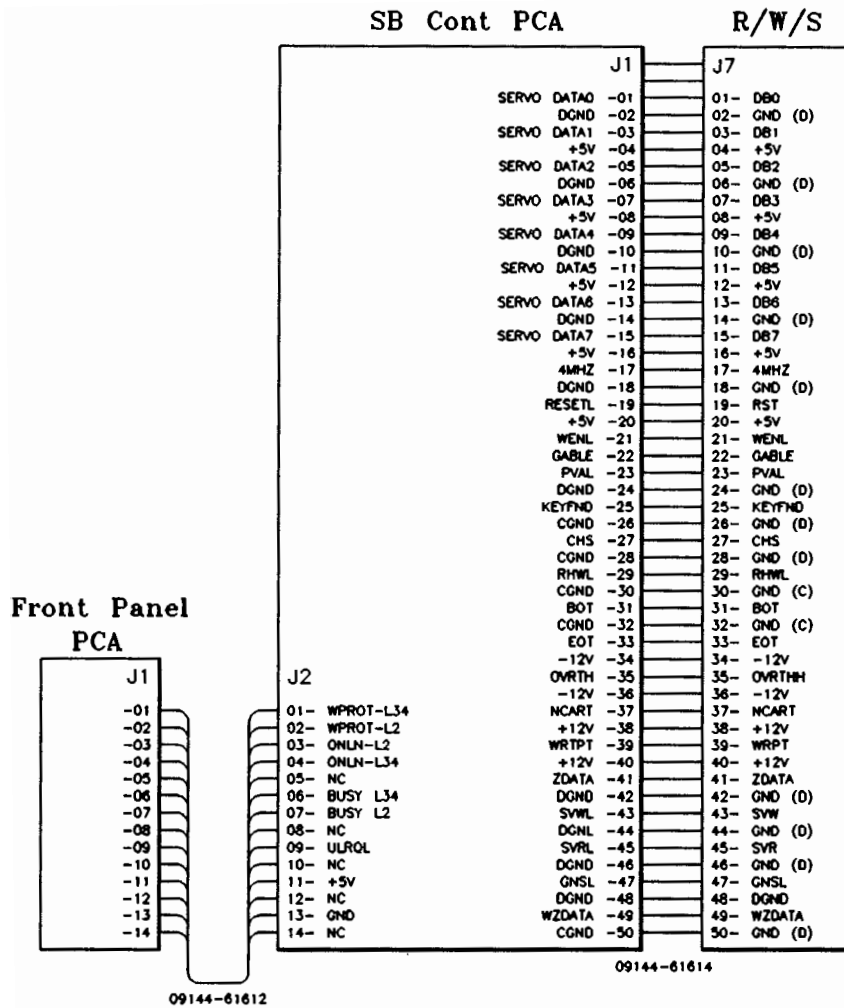 SB Cont PCA R/W/S
J1 J7
SERVO DATA0 -01 01- DB0
DGND -02 02- GND (D)
SERVO DATA1 -03 03- DB1
+5V -04 04- +5V
SERVO DATA2 -05 05- DB2
DGND -06 06- GND (D)
SERVO DATA3 -07 07- DB3
+5V -08 08- +5V
SERVO DATA4 -09 09- DB4
DGND -10 10- GND (D)
SERVO DATA5 -11 11- DB5
+5V -12 12- +5V
SERVO DATA6 -13 13- DB6
DGND -14 14- GND (D)
SERVO DATA7 -15 15- DB7
+5V -16 16- +5V
4MHZ -17 17- 4MHZ
DGND -18 18- GND (D)
RESETL -19 19- RST
+5V -20 20- +5V
WENL -21 21- WENL
GABLE -22 22- GABLE
PVAL -23 23- PVAL
DGND -24 24- GND (D)
KEYFND -25 25- KEYFND
CGND -26 26- GND (D)
CHS -27 27- CHS
CGND -28 28- GND (D)
RHWL -29 29- RHWL
CGND -30 30- GND (C)
BOT -31 31- BOT
CGND -32 32- GND (C)
EOT -33 33- EOT
-12V -34 34- -12V
OVRTH -35 35- OVRTHH
-12V -36 36- -12V
NCART -37 37- NCART
+12V -38 38- +12V
WRTPT -39 39- WRPT
+12V -40 40- +12V
ZDATA -41 41- ZDATA
DGND -42 42- GND (D)
SVWL -43 43- SVW
DGNL -44 44- GND (D)
SVRL -45 45- SVR
DGND -46 46- GND (D)
GNSL -47 47- GNSL
DGND -48 48- DGND
WZDATA -49 49- WZDATA
CGND -50 50- GND (D)
09144-61614
Front Panel
PCA
J1 J2
-01 01- WPROT-L34
-02 02- WPROT-L2
-03 03- ONLN-L2
-04 04- ONLN-L34
-05 05- NC
-06 06- BUSY L34
-07 07- BUSY L2
-08 08- NC
-09 09- ULRQL
-10 10- NC
-11 11- +5V
-12 12- NC
-13 13- GND
-14 14- NC
09144-61612